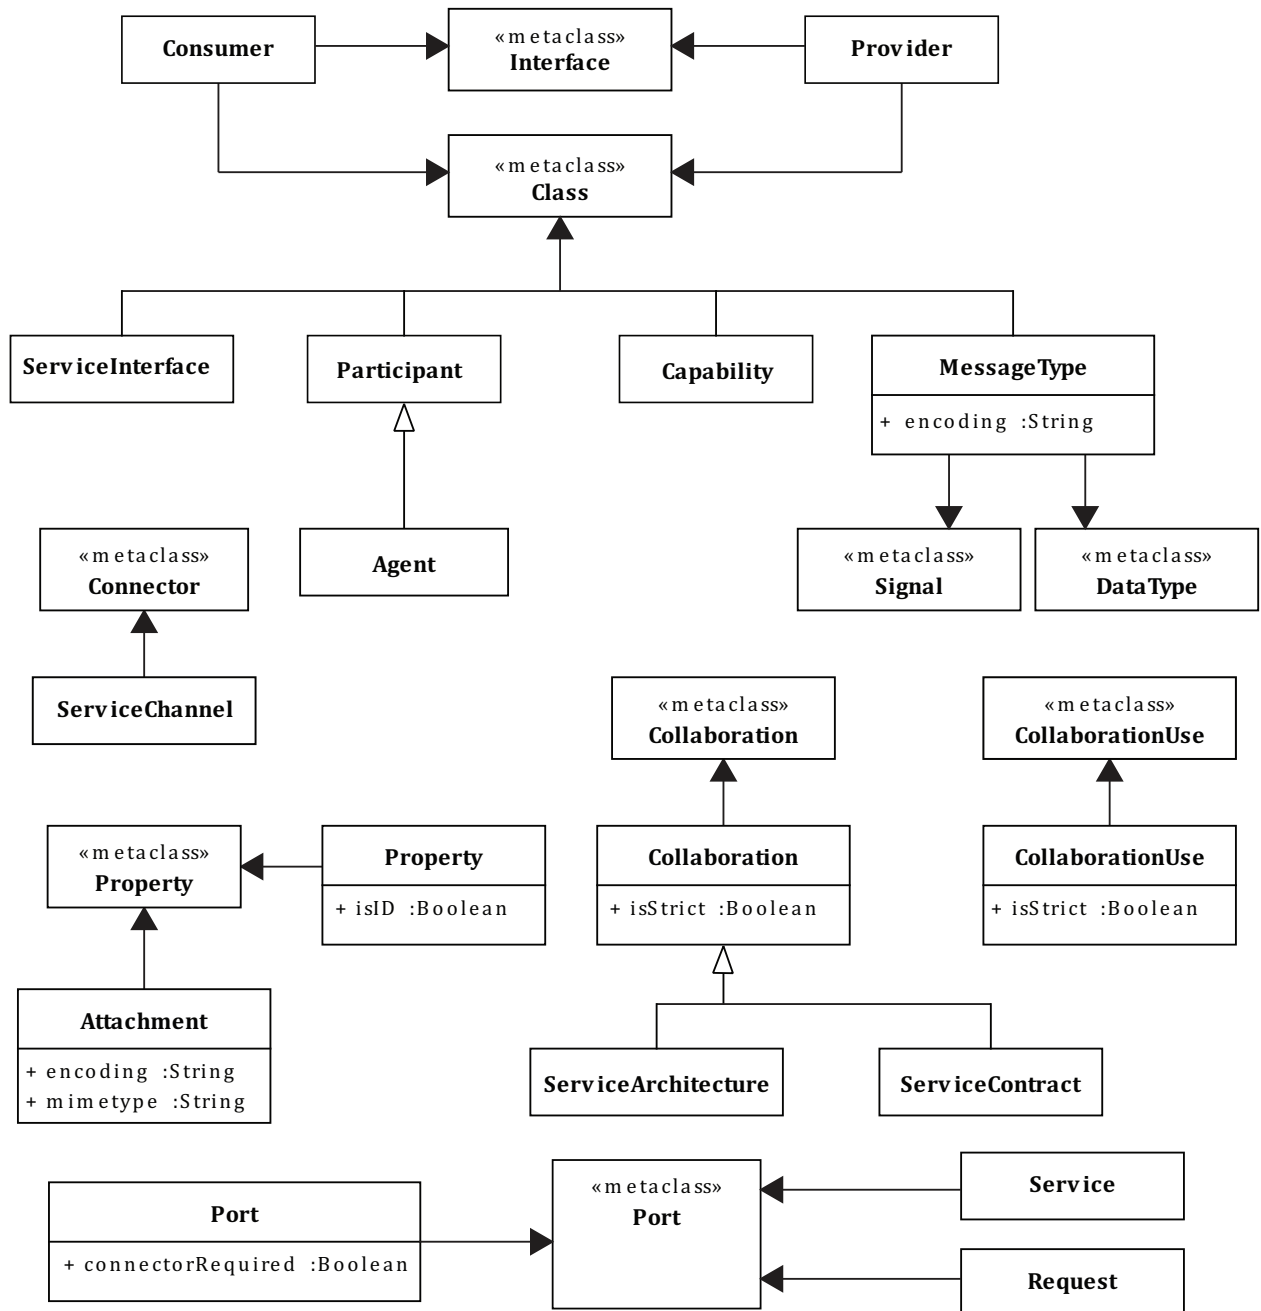 Consumer
«metaclass»
Interface
Provider
«metaclass»
Class
ServiceInterface
Participant
Capability
MessageType
+ encoding :String
«metaclass»
Connector
Agent
«metaclass»
Signal
«metaclass»
DataType
ServiceChannel
«metaclass»
Collaboration
«metaclass»
CollaborationUse
«metaclass»
Property
Property
+ isID :Boolean
Collaboration
+ isStrict :Boolean
CollaborationUse
+ isStrict :Boolean
Attachment
+ encoding :String
+ mimetype :String
ServiceArchitecture
ServiceContract
Port
+ connectorRequired :Boolean
«metaclass»
Port
Service
Request